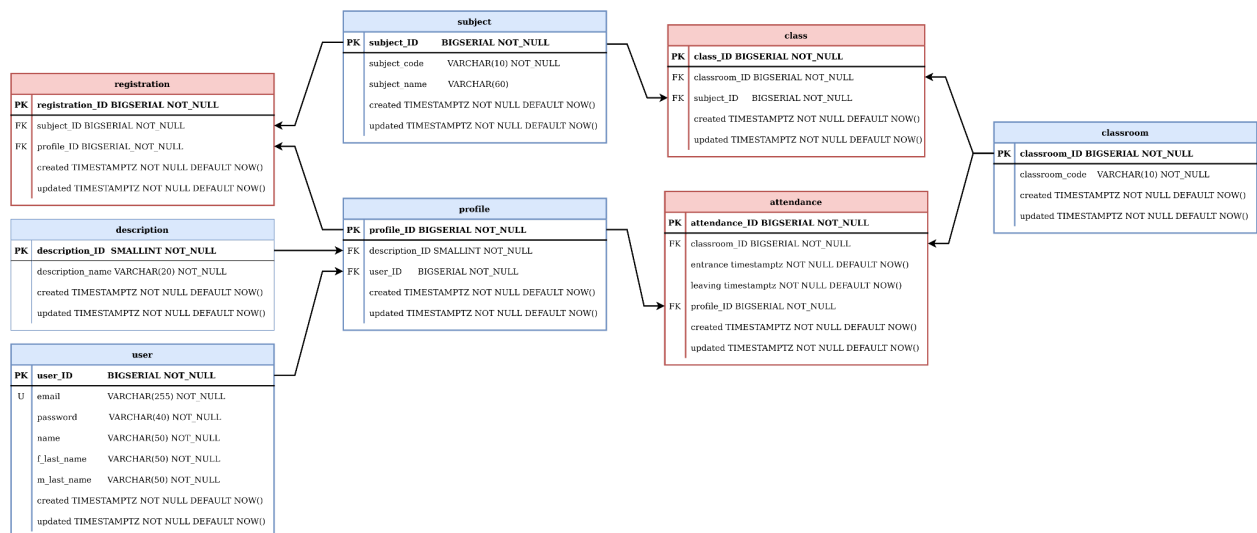 subject
PK subject_ID BIGSERIAL NOT_NULL
subject_code VARCHAR(10) NOT_NULL
subject_name VARCHAR(60)
created TIMESTAMPTZ NOT NULL DEFAULT NOW()
updated TIMESTAMPTZ NOT NULL DEFAULT NOW()
class
PK class_ID BIGSERIAL NOT_NULL
FK classroom_ID BIGSERIAL NOT_NULL
FK subject_ID BIGSERIAL NOT_NULL
created TIMESTAMPTZ NOT NULL DEFAULT NOW()
updated TIMESTAMPTZ NOT NULL DEFAULT NOW()
registration
PK registration_ID BIGSERIAL NOT_NULL
FK subject_ID BIGSERIAL NOT_NULL
FK profile_ID BIGSERIAL NOT_NULL
created TIMESTAMPTZ NOT NULL DEFAULT NOW()
updated TIMESTAMPTZ NOT NULL DEFAULT NOW()
classroom
PK classroom_ID BIGSERIAL NOT_NULL
classroom_code VARCHAR(10) NOT_NULL
created TIMESTAMPTZ NOT NULL DEFAULT NOW()
updated TIMESTAMPTZ NOT NULL DEFAULT NOW()
description
PK description_ID SMALLINT NOT_NULL
description_name VARCHAR(20) NOT_NULL
created TIMESTAMPTZ NOT NULL DEFAULT NOW()
updated TIMESTAMPTZ NOT NULL DEFAULT NOW()
profile
PK profile_ID BIGSERIAL NOT_NULL
FK description_ID SMALLINT NOT_NULL
FK user_ID BIGSERIAL NOT_NULL
created TIMESTAMPTZ NOT NULL DEFAULT NOW()
updated TIMESTAMPTZ NOT NULL DEFAULT NOW()
attendance
PK attendance_ID BIGSERIAL NOT_NULL
FK classroom_ID BIGSERIAL NOT_NULL
entrance timestamptz NOT NULL DEFAULT NOW()
leaving timestamptz NOT NULL DEFAULT NOW()
FK profile_ID BIGSERIAL NOT_NULL
created TIMESTAMPTZ NOT NULL DEFAULT NOW()
updated TIMESTAMPTZ NOT NULL DEFAULT NOW()
user
PK user_ID BIGSERIAL NOT_NULL
U email VARCHAR(255) NOT_NULL
password VARCHAR(40) NOT_NULL
name VARCHAR(50) NOT_NULL
f_last_name VARCHAR(50) NOT_NULL
m_last_name VARCHAR(50) NOT_NULL
created TIMESTAMPTZ NOT NULL DEFAULT NOW()
updated TIMESTAMPTZ NOT NULL DEFAULT NOW()